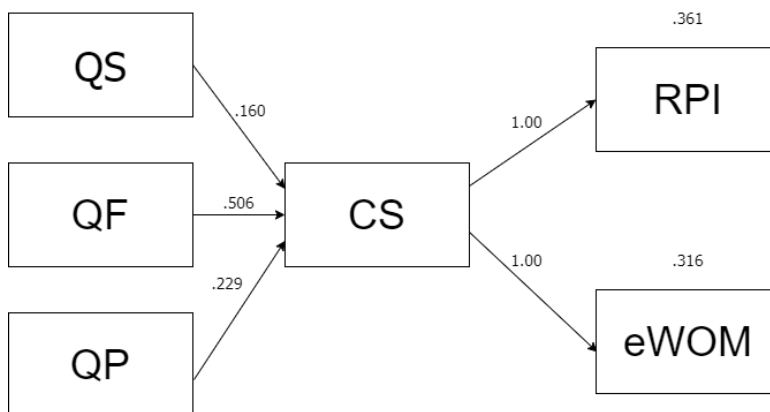 .361
QS
RPI
.160
1.00
QF
.506
CS
.229
1.00
.316
QP
eWOM